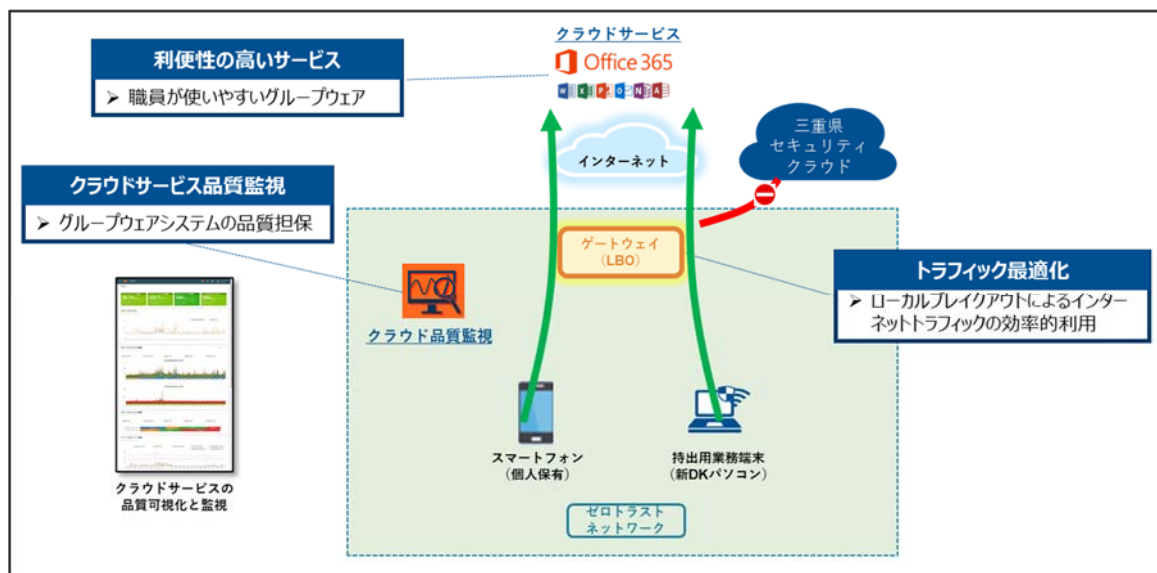 クラウドサービス
Office 365
利便性の高いサービス
➢ 職員が使いやすいグループウェア
三重県
セキュリティ
クラウド
インターネット
クラウドサービス品質監視
➢ グループウェアシステムの品質担保
ゲートウェイ
(LBO)
トラフィック最適化
➢ ローカルブレイクアウトによるインター
ネットトラフィックの効率的利用
クラウド品質監視
スマートフォン
(個人保有)
持出用業務端末
(新DKパソコン)
クラウドサービスの
品質可視化と監視
ゼロトラスト
ネットワーク